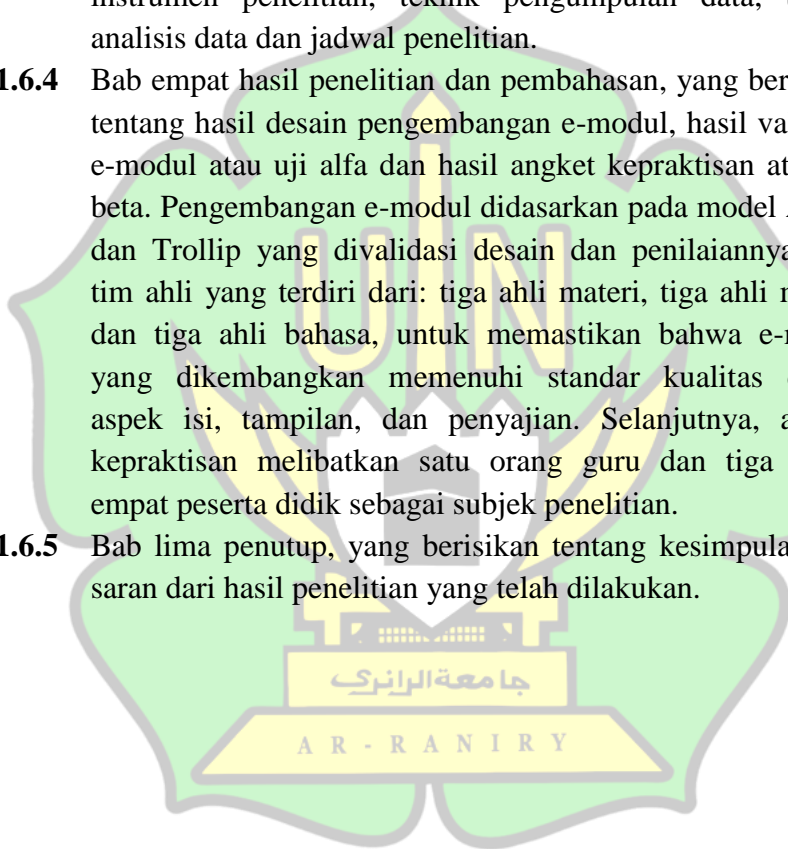 instrumen penelitian, teknik pengumpulan data,
analisis data dan jadwal penelitian.
1.6.4 Bab empat hasil penelitian dan pembahasan, yang ber
tentang hasil desain pengembangan e-modul, hasil va
e-modul atau uji alfa dan hasil angket kepraktisan at
beta. Pengembangan e-modul didasarkan pada model
dan Trollip yang divalidasi desain dan penilaiannya
tim ahli yang terdiri dari: tiga ahli materi, tiga ahli
dan tiga ahli bahasa, untuk memastikan bahwa e-
yang dikembangkan memenuhi standar kualitas
aspek isi, tampilan, dan penyajian. Selanjutnya, a
kepraktisan melibatkan satu orang guru dan tiga
empat peserta didik sebagai subjek penelitian.
1.6.5 Bab lima penutup, yang berisikan tentang kesimpula
saran dari hasil penelitian yang telah dilakukan.
UIN
جامعة الرانري
AR-RANIRY